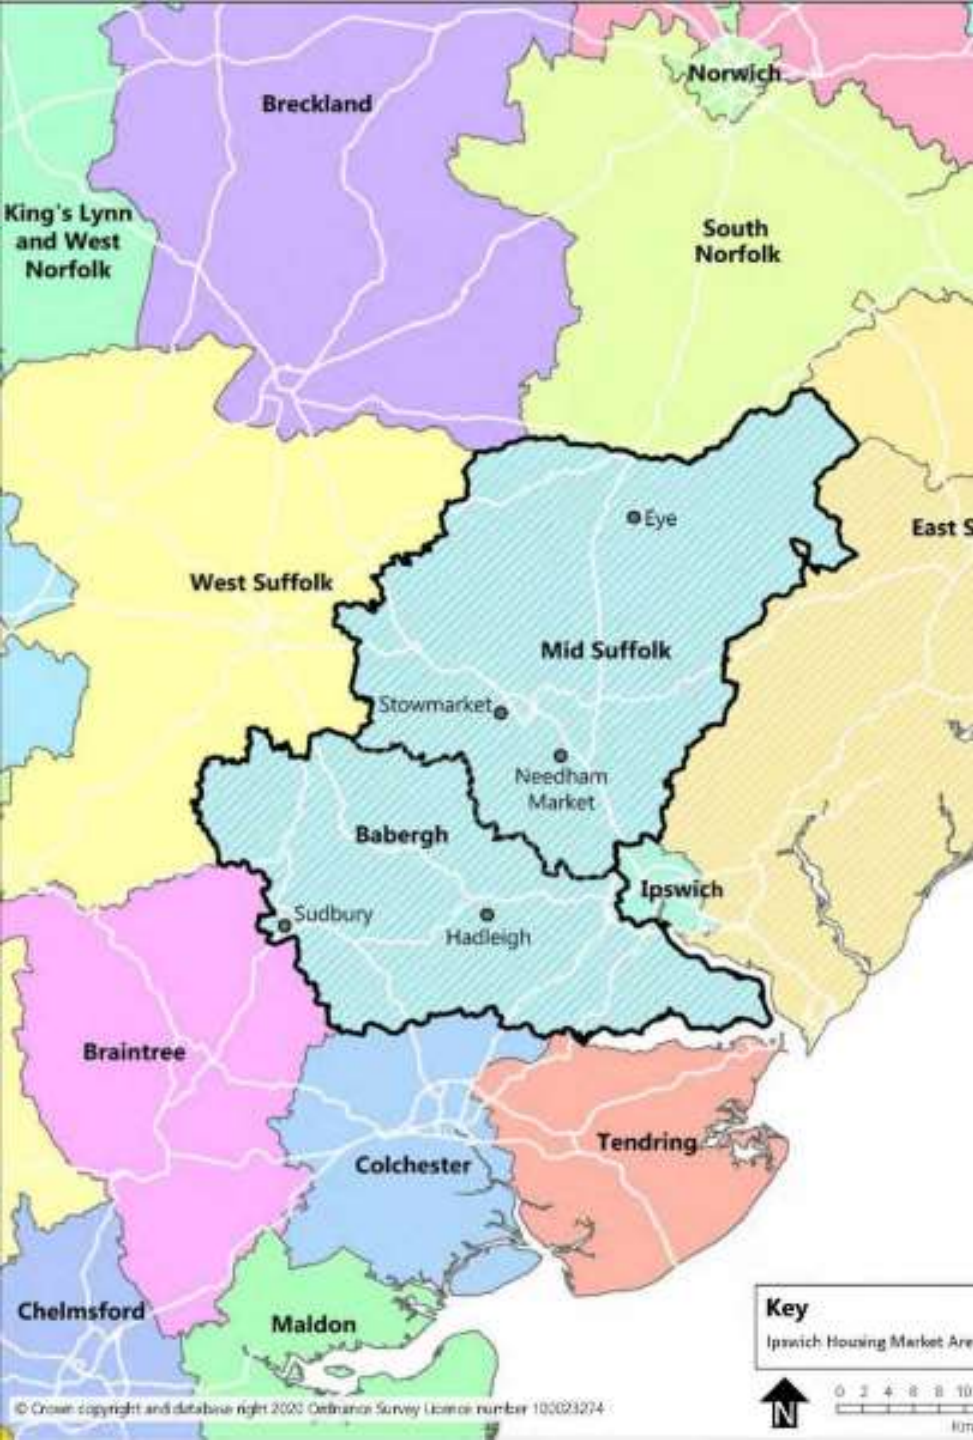 Norwich
Breckland
King's Lynn
and West
Norfolk
South
Norfolk
Eye
East S
West Suffolk
Mid Suffolk
Stowmarket
Needham
Market
Babergh
Ipswich
Sudbury
Hadleigh
Braintree
Tendring
Colchester
Chelmsford
Maldon
Key
Ipswich Housing Market Are
N
0 2 4 6 8 10
Km
© Crown copyright and database right 2020 Ordnance Survey Licence number 100023274